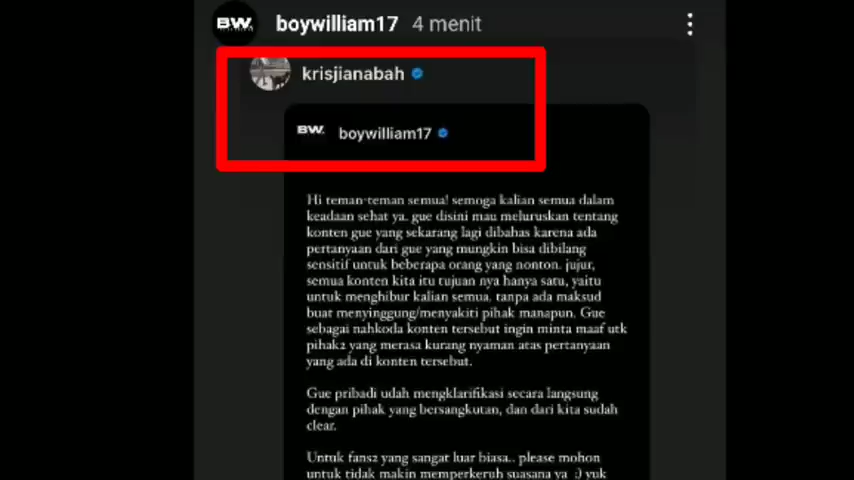 BW. boywilliam17 4 menit
krisjianabah
BW. boywilliam17
Hi teman-teman semua! semoga kalian semua dalam
keadaan sehat ya. gue disini mau meluruskan tentang
konten gue yang sekarang lagi dibahas karena ada
pertanyaan dari gue yang mungkin bisa dibilang
sensitif untuk beberapa orang yang nonton. jujur,
semua konten kita itu tujuan nya hanya satu, yaitu
untuk menghibur kalian semua. tanpa ada maksud
buat menyinggung/menyakiti pihak manapun. Gue
sebagai nahkoda konten tersebut ingin minta maaf utk
pihak2 yang merasa kurang nyaman atas pertanyaan
yang ada di konten tersebut.
Gue pribadi udah mengklarifikasi secara langsung
dengan pihak yang bersangkutan, dan dari kita sudah
clear.
Untuk fans2 yang sangat luar biasa.. please mohon
untuk tidak makin memperkeruh suasana ya :) yuk